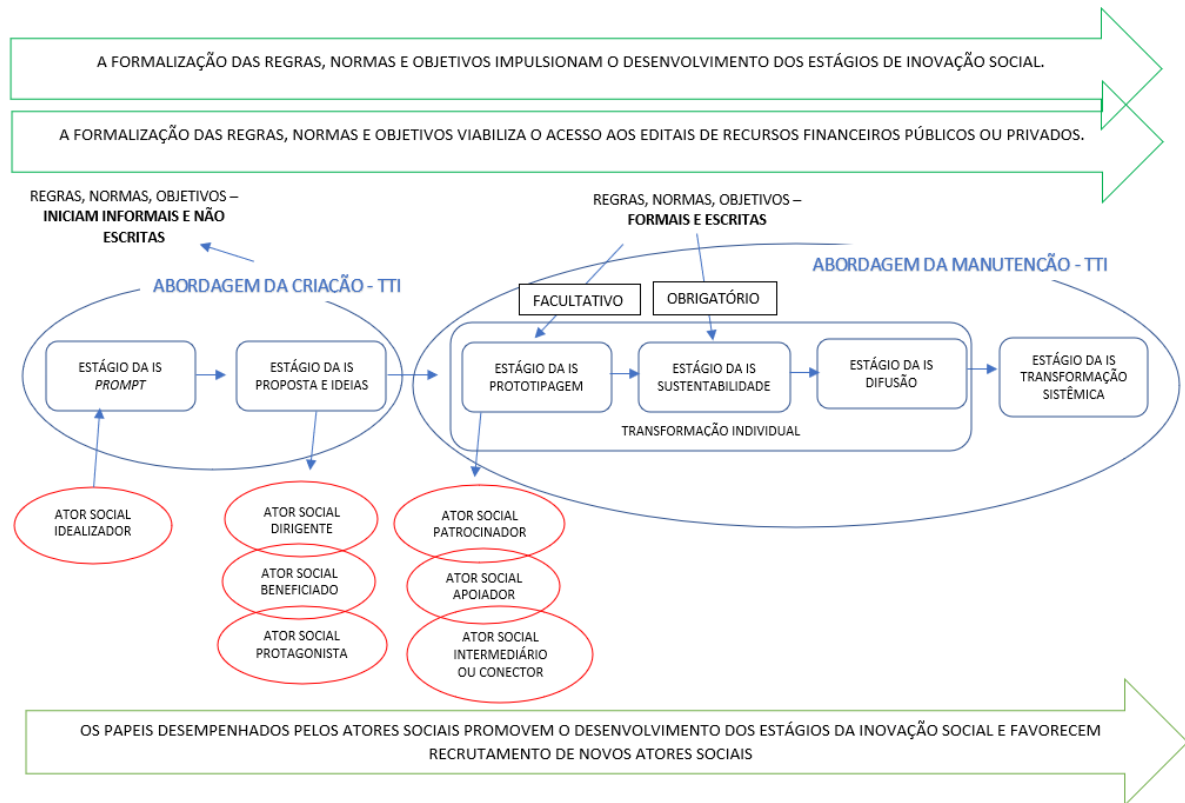 A FORMALIZAÇÃO DAS REGRAS, NORMAS E OBJETIVOS IMPULSIONAM O DESENVOLVIMENTO DOS ESTÁGIOS DE INOVAÇÃO SOCIAL.
A FORMALIZAÇÃO DAS REGRAS, NORMAS E OBJETIVOS VIABILIZA O ACESSO AOS EDITAIS DE RECURSOS FINANCEIROS PÚBLICOS OU PRIVADOS.
REGRAS, NORMAS, OBJETIVOS –
INICIAM INFORMAIS E NÃO
ESCRITAS
REGRAS, NORMAS, OBJETIVOS –
FORMAIS E ESCRITAS
ABORDAGEM DA CRIAÇÃO - TTI
ABORDAGEM DA MANUTENÇÃO - TTI
FACULTATIVO
OBRIGATÓRIO
ESTÁGIO DA IS
PROMPT
ESTÁGIO DA IS
PROPOSTA E IDEIAS
ESTÁGIO DA IS
PROTOTIPAGEM
ESTÁGIO DA IS
SUSTENTABILIDADE
ESTÁGIO DA IS
DIFUSÃO
ESTÁGIO DA IS
TRANSFORMAÇÃO
SISTÊMICA
TRANSFORMAÇÃO INDIVIDUAL
ATOR SOCIAL
IDEALIZADOR
ATOR SOCIAL
DIRIGENTE
ATOR SOCIAL
BENEFICIADO
ATOR SOCIAL
PROTAGONISTA
ATOR SOCIAL
PATROCINADOR
ATOR SOCIAL
APOIADOR
ATOR SOCIAL
INTERMEDIÁRIO
OU CONECTOR
OS PAPEIS DESEMPENHADOS PELOS ATORES SOCIAIS PROMOVEM O DESENVOLVIMENTO DOS ESTÁGIOS DA INOVAÇÃO SOCIAL E FAVORECEM
RECRUTAMENTO DE NOVOS ATORES SOCIAIS